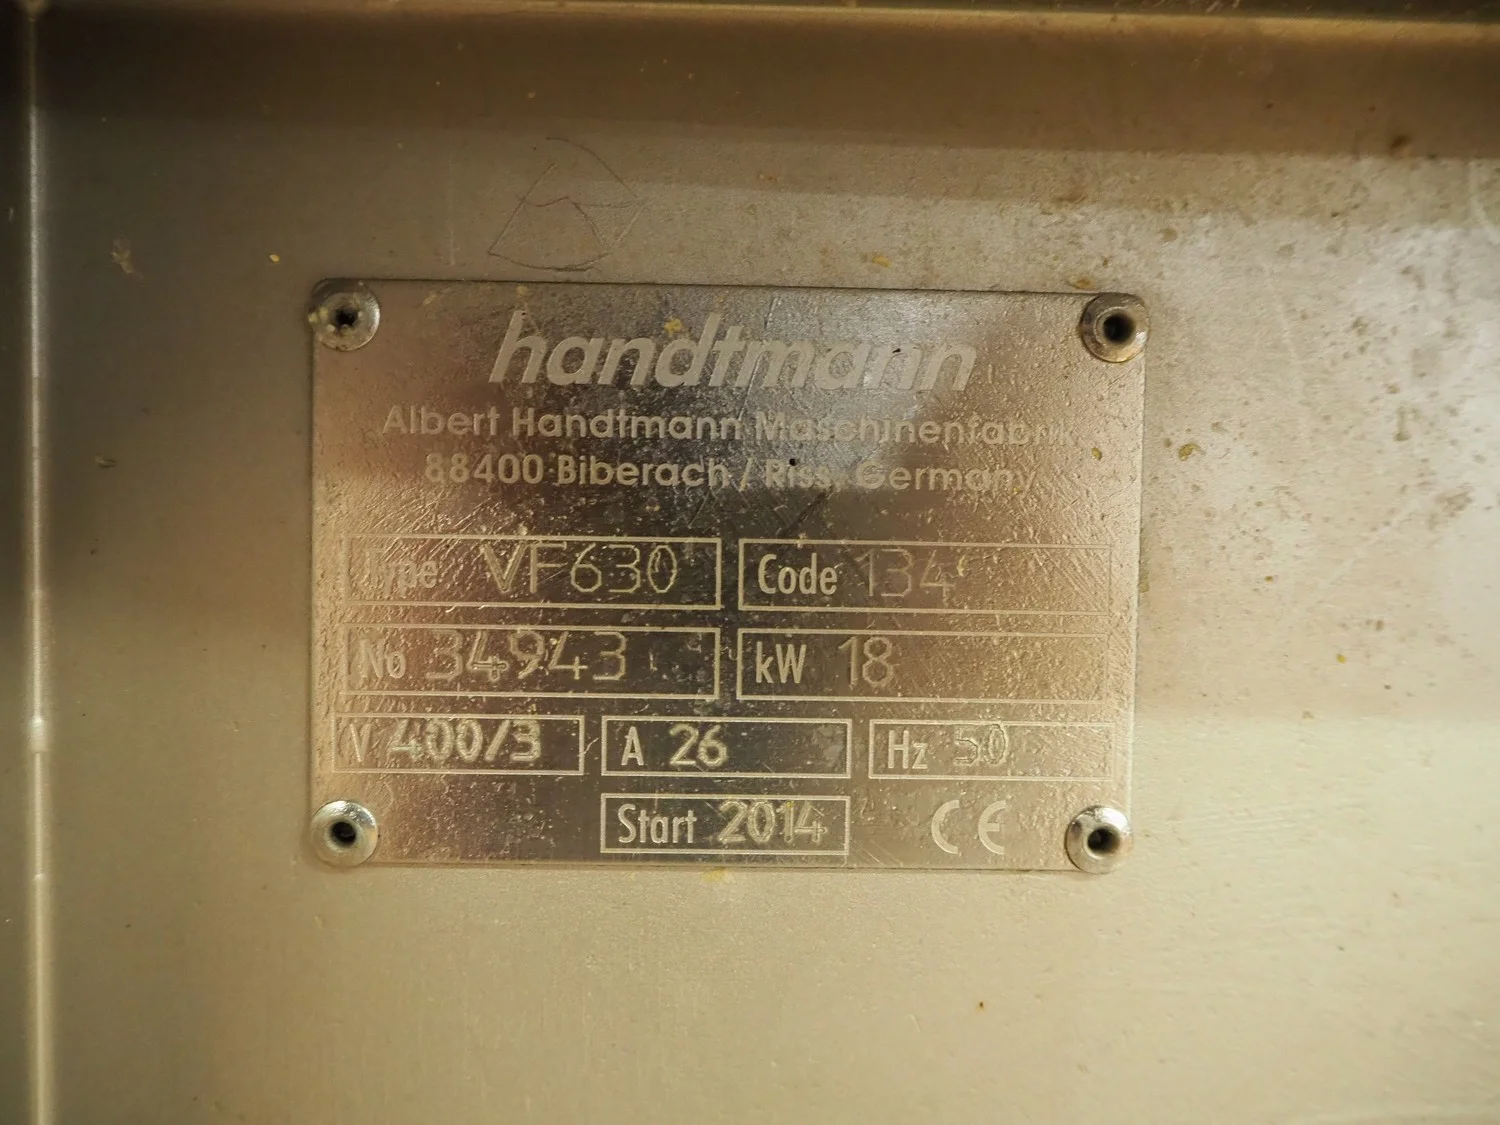 handtmann
Albert Handtmann Maschinenfabrik
88400 Biberach / Riss, Germany
Type VF630 Code 134
No 34943 kW 18
V 400/3 A 26 Hz 50
Start 2014 CE